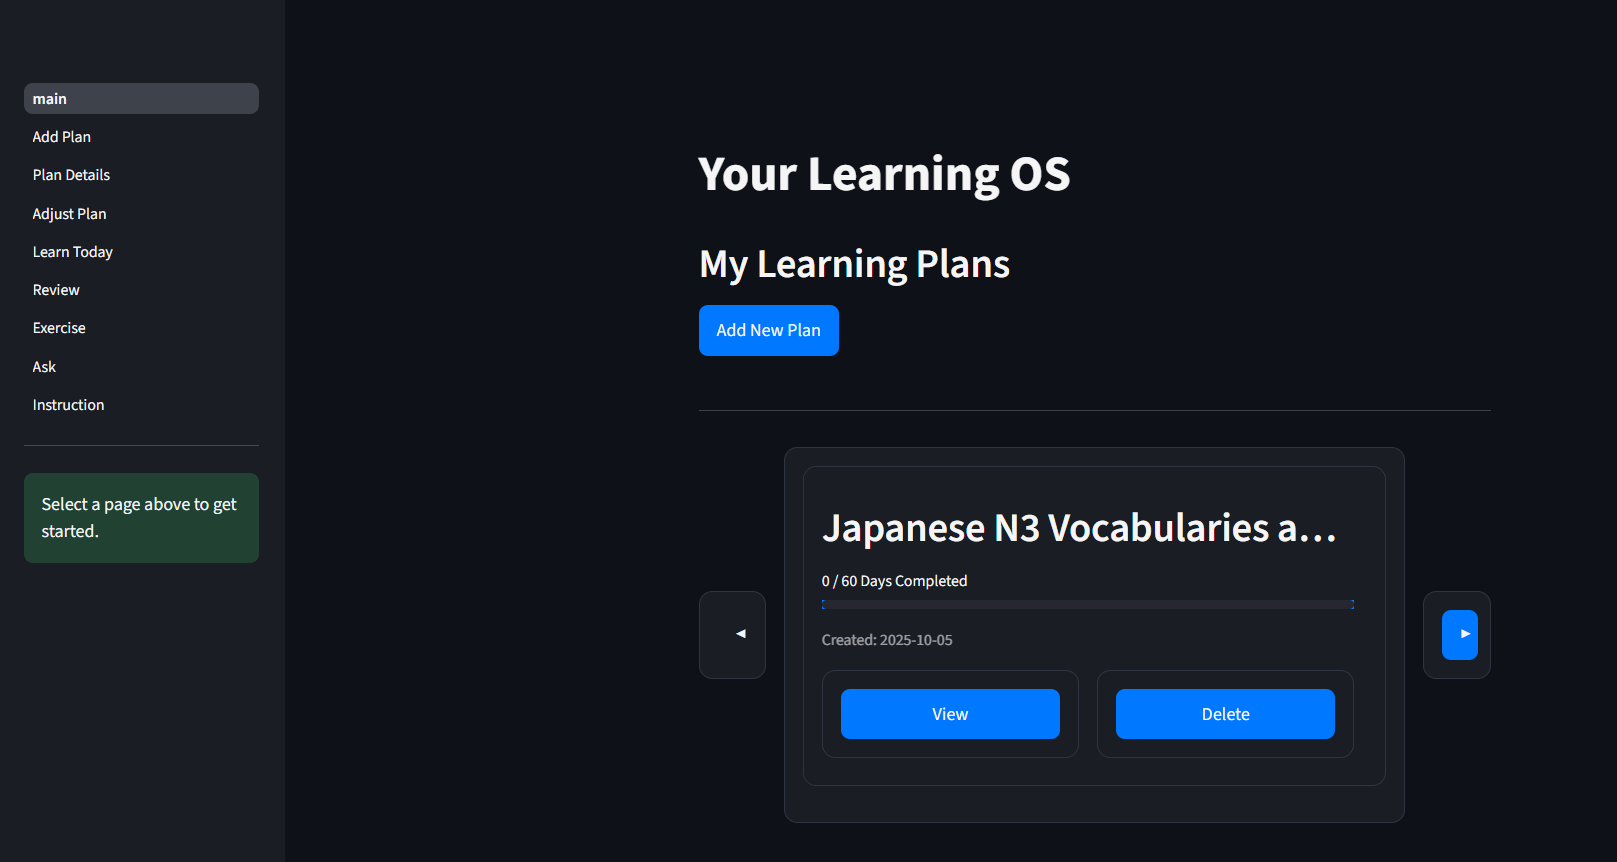 main
Add Plan
Plan Details
Adjust Plan
Learn Today
Review
Exercise
Ask
Instruction
Select a page above to get
started.
Your Learning OS
My Learning Plans
Add New Plan
Japanese N3 Vocabularies a...
0 / 60 Days Completed
Created: 2025-10-05
◄
►
View
Delete